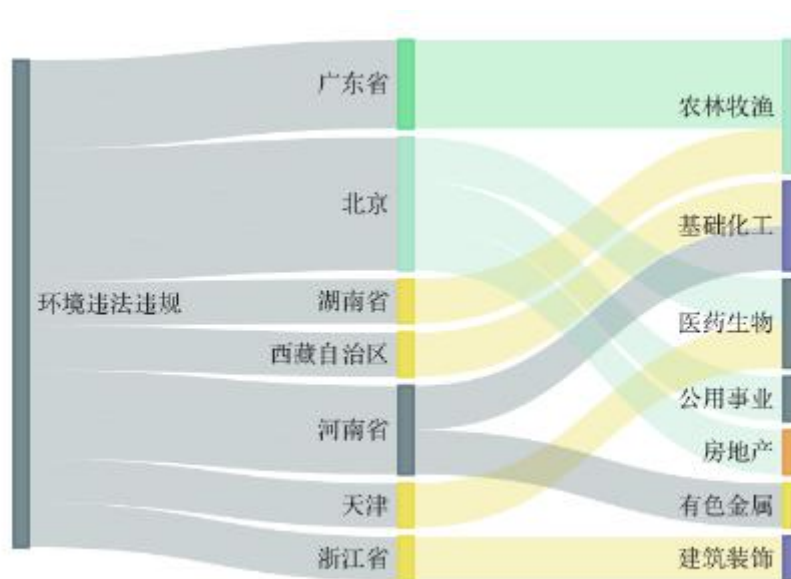 环境违法违规
广东省
北京
湖南省
西藏自治区
河南省
天津
浙江省
农林牧渔
基础化工
医药生物
公用事业
房地产
有色金属
建筑装饰